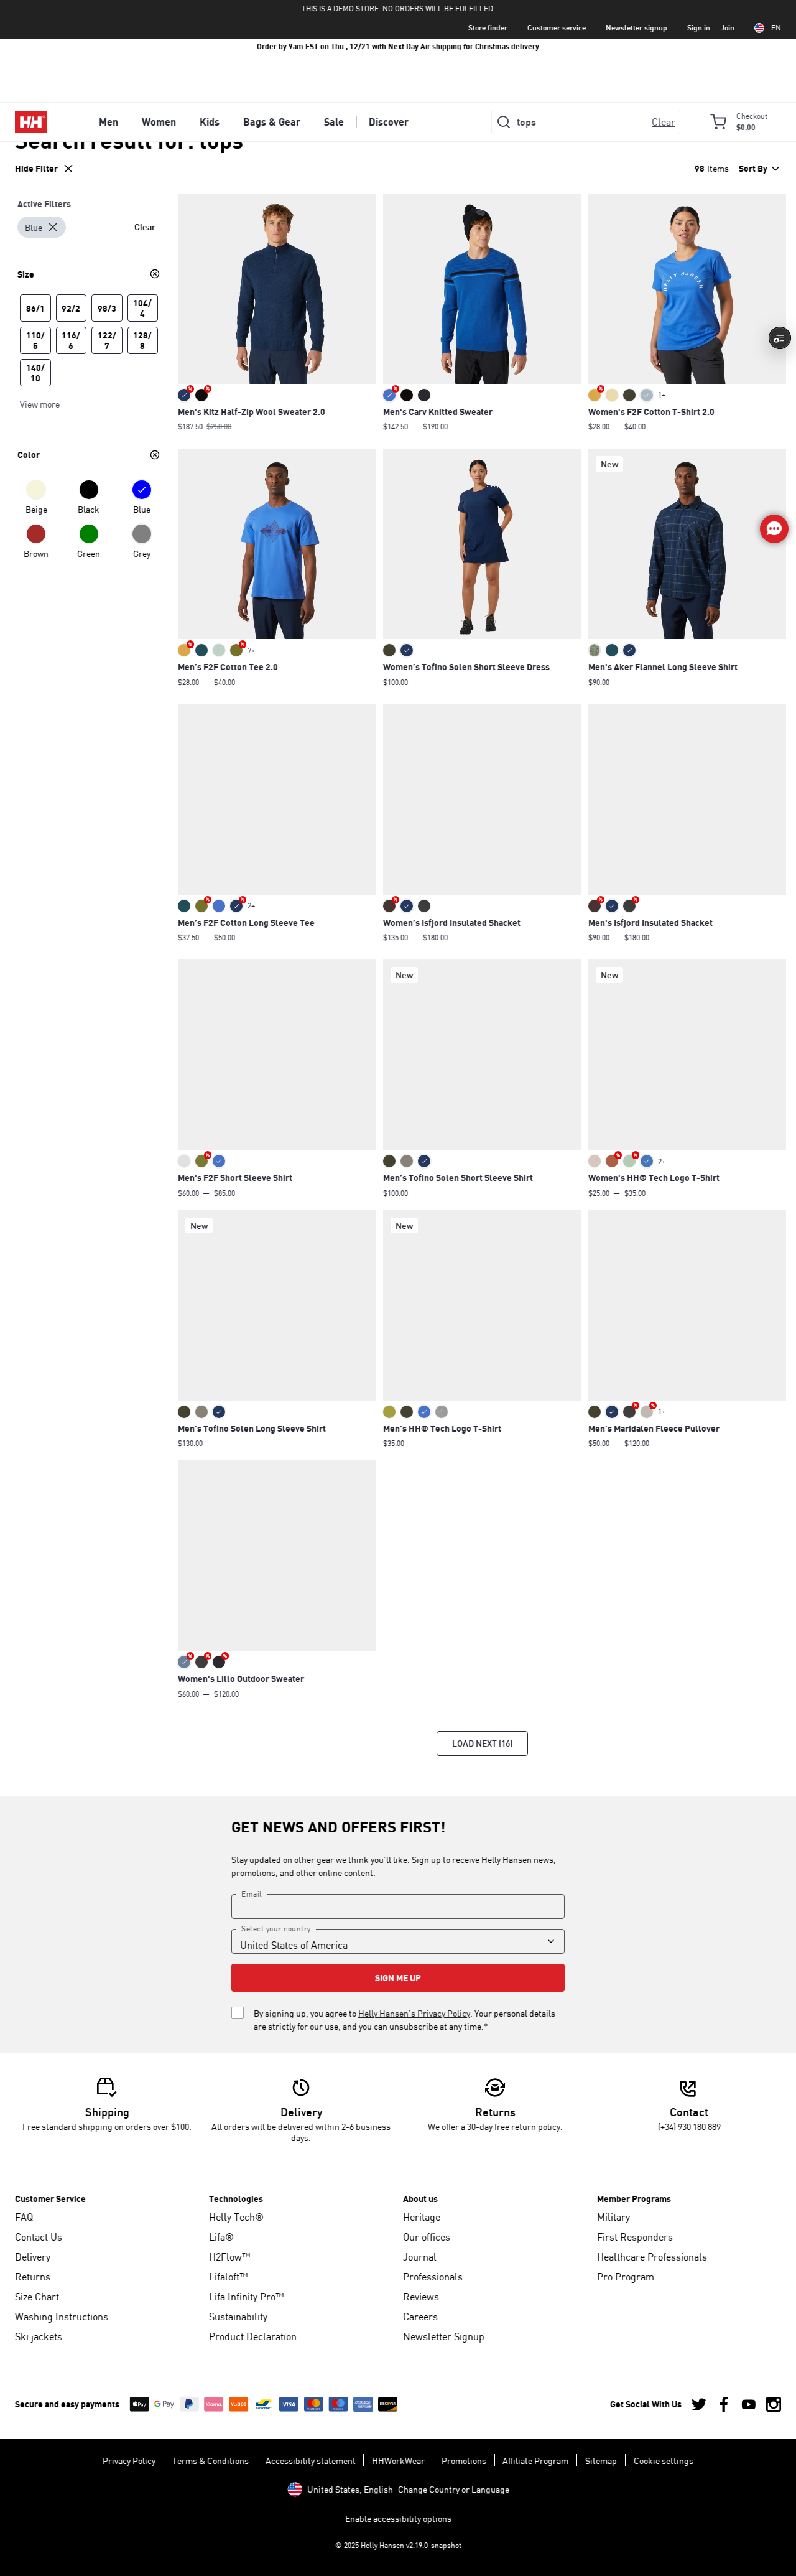 THIS IS A DEMO STORE. NO ORDERS WILL BE FULFILLED.
Store finder Customer service Newsletter signup Sign in | Join EN
Order by 9am EST on Thu., 12/21 with Next Day Air shipping for Christmas delivery
HH Men Women Kids Bags & Gear Sale Discover tops Clear Checkout
$0.00
Search result for: tops
Hide Filter 98 Items Sort By
Active Filters
Blue Clear
Size
86/1 92/2 98/3 104/4
110/5 116/6 122/7 128/8
140/10
View more
Color
Beige Black Blue
Brown Green Grey
HELLY HANSEN
1+
Men's Kitz Half-Zip Wool Sweater 2.0
$187.50 $250.00
Men's Carv Knitted Sweater
$142.50 — $190.00
Women's F2F Cotton T-Shirt 2.0
$28.00 — $40.00
New
7+
Men's F2F Cotton Tee 2.0
$28.00 — $40.00
Women's Tofino Solen Short Sleeve Dress
$100.00
Men's Aker Flannel Long Sleeve Shirt
$90.00
2+
Men's F2F Cotton Long Sleeve Tee
$37.50 — $50.00
Women's Isfjord Insulated Shacket
$135.00 — $180.00
Men's Isfjord Insulated Shacket
$90.00 — $180.00
New
New
2+
Men's F2F Short Sleeve Shirt
$60.00 — $85.00
Men's Tofino Solen Short Sleeve Shirt
$100.00
Women's HH® Tech Logo T-Shirt
$25.00 — $35.00
New
New
1+
Men's Tofino Solen Long Sleeve Shirt
$130.00
Men's HH® Tech Logo T-Shirt
$35.00
Men's Maridalen Fleece Pullover
$50.00 — $120.00
Women's Lillo Outdoor Sweater
$60.00 — $120.00
LOAD NEXT (16)
GET NEWS AND OFFERS FIRST!
Stay updated on other gear we think you'll like. Sign up to receive Helly Hansen news,
promotions, and other online content.
Email
Select your country
United States of America
SIGN ME UP
By signing up, you agree to Helly Hansen's Privacy Policy. Your personal details
are strictly for our use, and you can unsubscribe at any time.*
Shipping
Free standard shipping on orders over $100.
Delivery
All orders will be delivered within 2-6 business
days.
Returns
We offer a 30-day free return policy.
Contact
(+34) 930 180 889
Customer Service
FAQ
Contact Us
Delivery
Returns
Size Chart
Washing Instructions
Ski jackets
Technologies
Helly Tech®
Lifa®
H2Flow™
Lifaloft™
Lifa Infinity Pro™
Sustainability
Product Declaration
About us
Heritage
Our offices
Journal
Professionals
Reviews
Careers
Newsletter Signup
Member Programs
Military
First Responders
Healthcare Professionals
Pro Program
Secure and easy payments Pay G Pay Klarna VISA DISCOVER Get Social With Us
Privacy Policy Terms & Conditions Accessibility statement HHWorkWear Promotions Affiliate Program Sitemap Cookie settings
United States, English Change Country or Language
Enable accessibility options
© 2025 Helly Hansen v2.19.0-snapshot